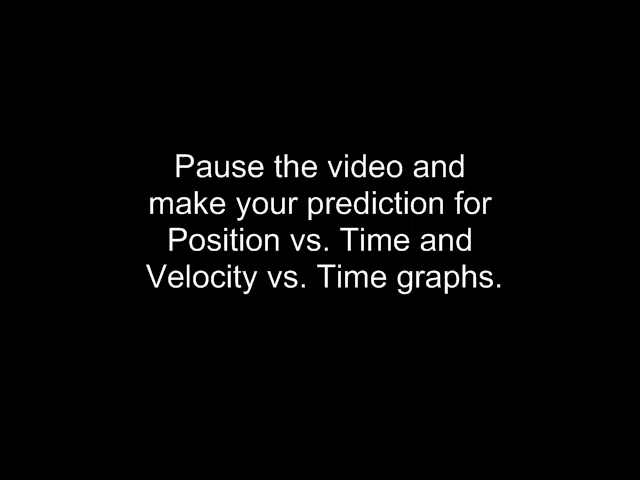 Pause the video and
make your prediction for
Position vs. Time and
Velocity vs. Time graphs.